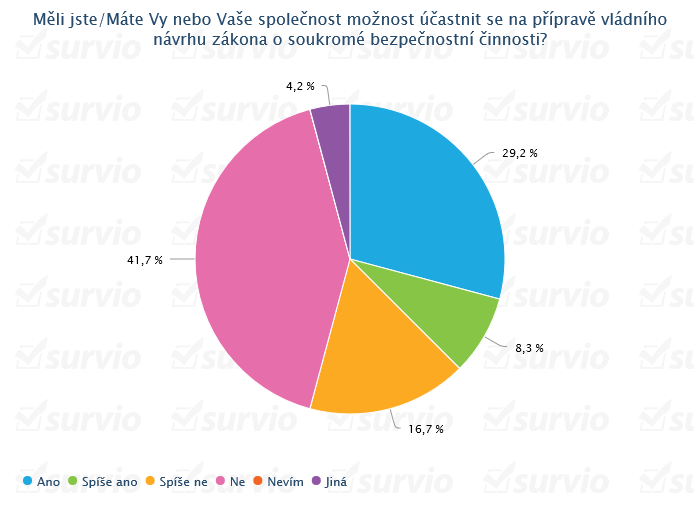 Měli jste/Máte Vy nebo Vaše společnost možnost účastnit se na přípravě vládního
návrhu zákona o soukromé bezpečnostní činnosti?
4,2 %
29,2 %
41,7 %
8,3 %
16,7 %
Ano Spíše ano Spíše ne Ne Nevím Jiná
survio